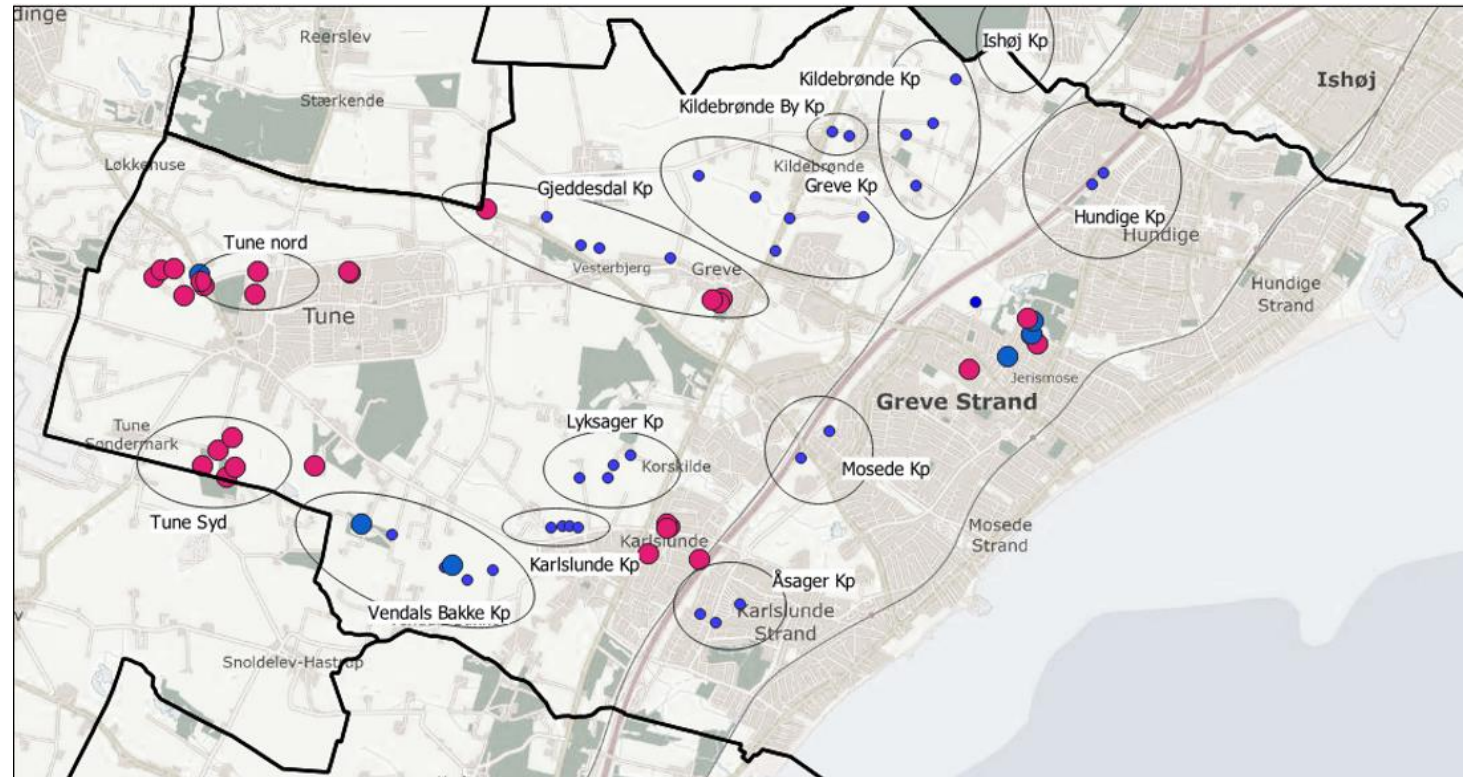 dinge
Reerslev
Ishøj Kp
Kildebrønde Kp
Ishøj
Stærkende
Kildebrønde By Kp
Løkkehuse
Kildebrønde
Gjeddesdal Kp
Greve Kp
Hundige Kp
Hundige
Tune nord
Vesterbjerg
Greve
Hundige
Strand
Tune
Jerismose
Greve Strand
Lyksager Kp
Tune
Søndermark
Korskilde
Mosede Kp
Tune Syd
Mosede
Strand
Karlslunde
Karlslunde Kp
Åsager Kp
Vendals Bakke Kp
Karlslunde
Strand
Snoldelev-Hastrup